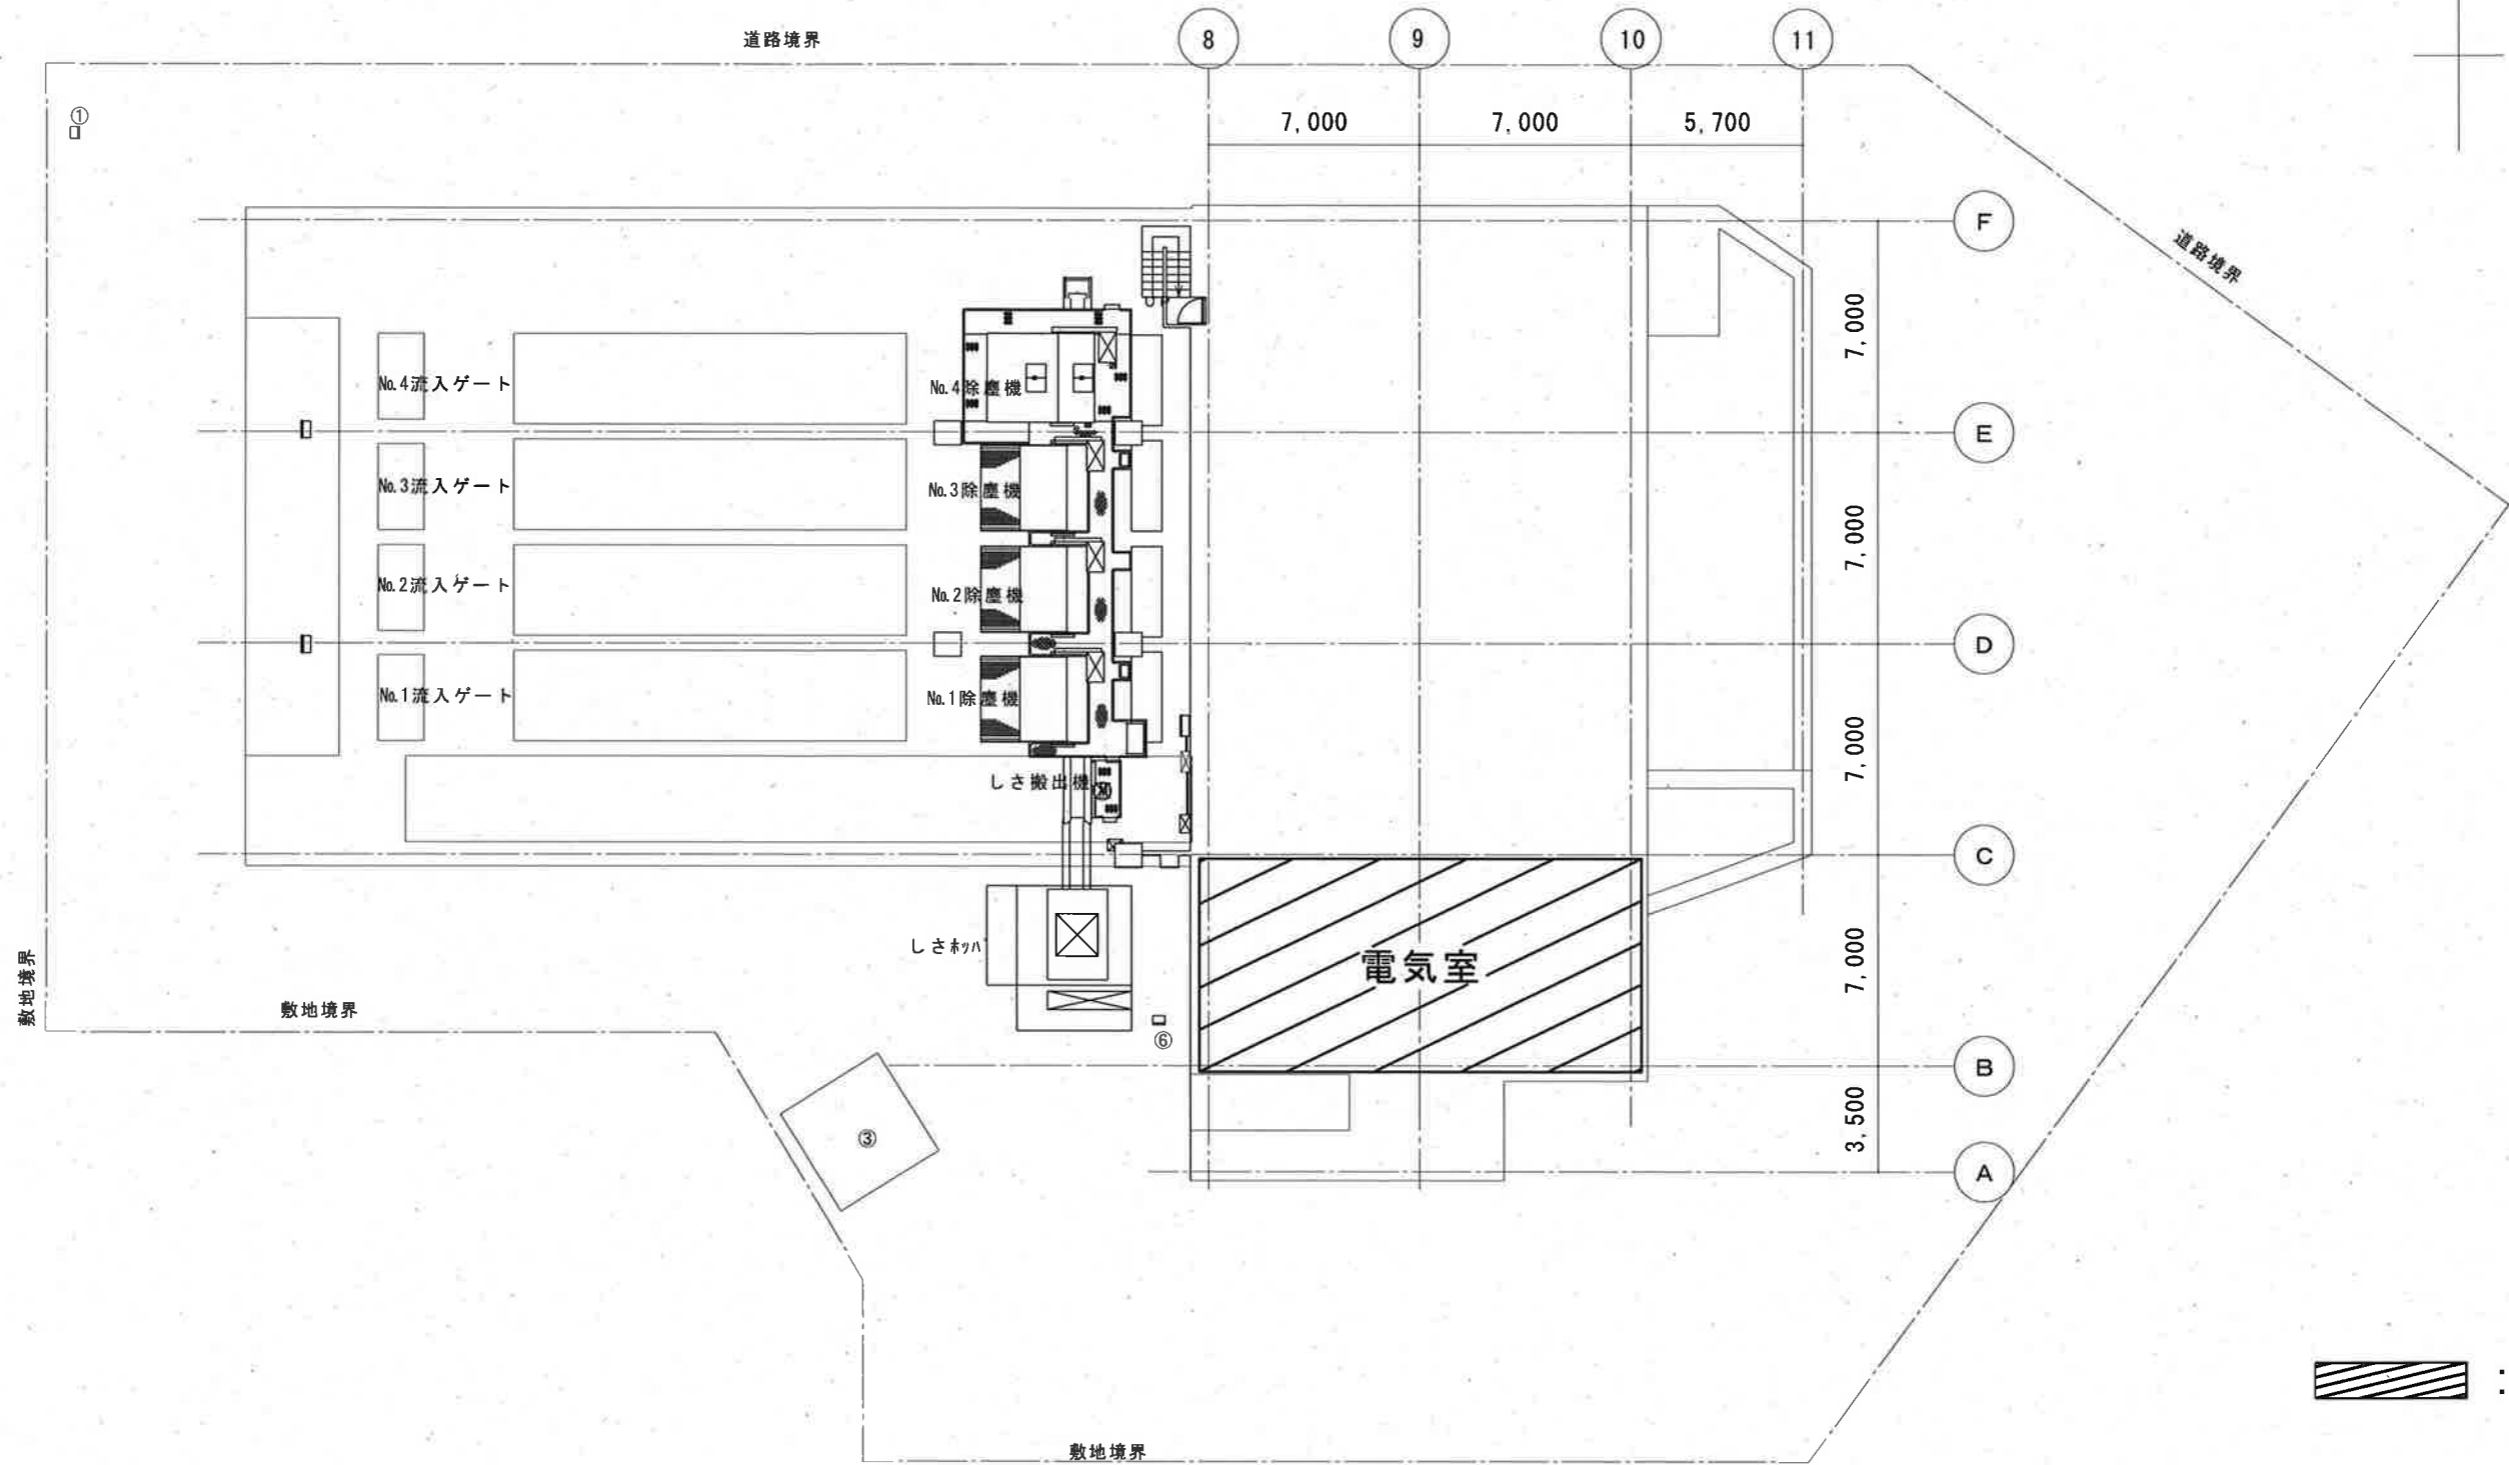 道路境界
8
9
10
11
①
7,000
7,000
5,700
F
道路境界
7,000
No.4流入ゲート
No.4除塵機
E
No.3流入ゲート
No.3除塵機
7,000
No.2流入ゲート
No.2除塵機
D
No.1流入ゲート
No.1除塵機
7,000
しさ搬出機
M
C
しさﾎｯﾊﾟ
電気室
7,000
敷地境界
敷地境界
⑥
B
③
3,500
A
:
敷地境界